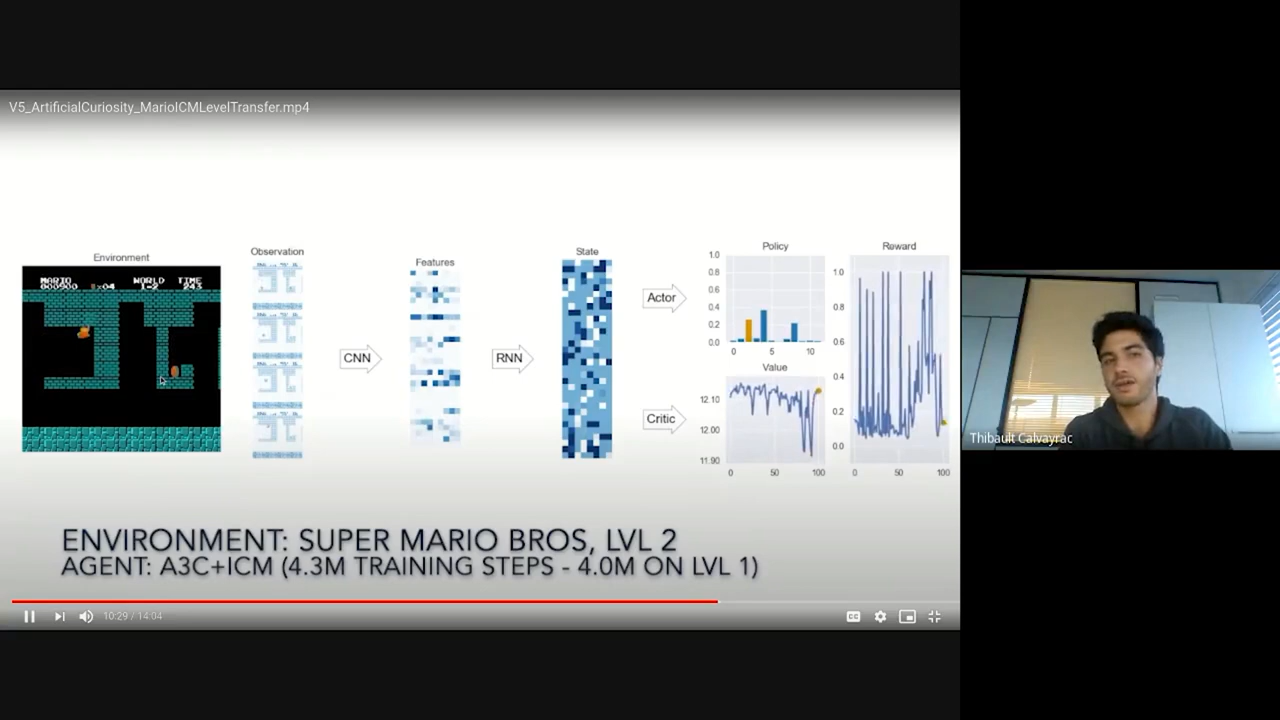 V5_ArtificialCuriosity_MarioICMLevelTransfer.mp4
Environment
MARIO WORLD TIME
Observation
CNN
Features
RNN
State
Actor
Critic
Policy
1.0
0.8
0.6
0.4
0.2
0.0
0 5 10
Value
12.10
12.00
11.90
0 50 100
Reward
1.0
0.8
0.6
0.4
0.2
0.0
0 50 100
Thibault Calvayrac
ENVIRONMENT: SUPER MARIO BROS, LVL 2
AGENT: A3C+ICM (4.3M TRAINING STEPS - 4.0M ON LVL 1)
10:29 / 14:04
CC